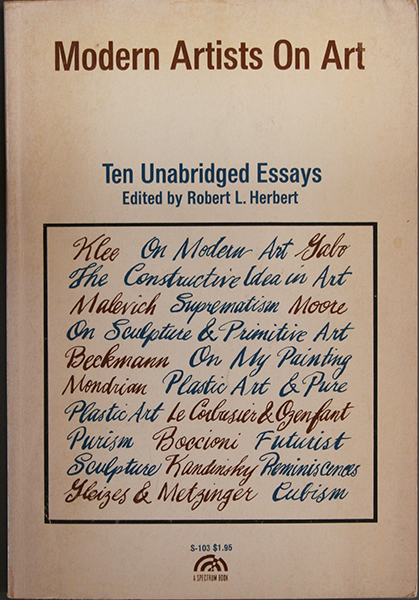 Modern Artists On Art
Ten Unabridged Essays
Edited by Robert L. Herbert
Klee On Modern Art Gabo
The Constructive Idea in Art
Malevich Suprematism Moore
On Sculpture & Primitive Art
Beckmann On My Painting
Mondrian Plastic Art & Pure
Plastic Art Le Corbusier & Ozenfant
Purism Boccioni Futurist
Sculpture Kandinsky Reminiscences
Gleizes & Metzinger Cubism
S-103 $1.95
A SPECTRUM BOOK